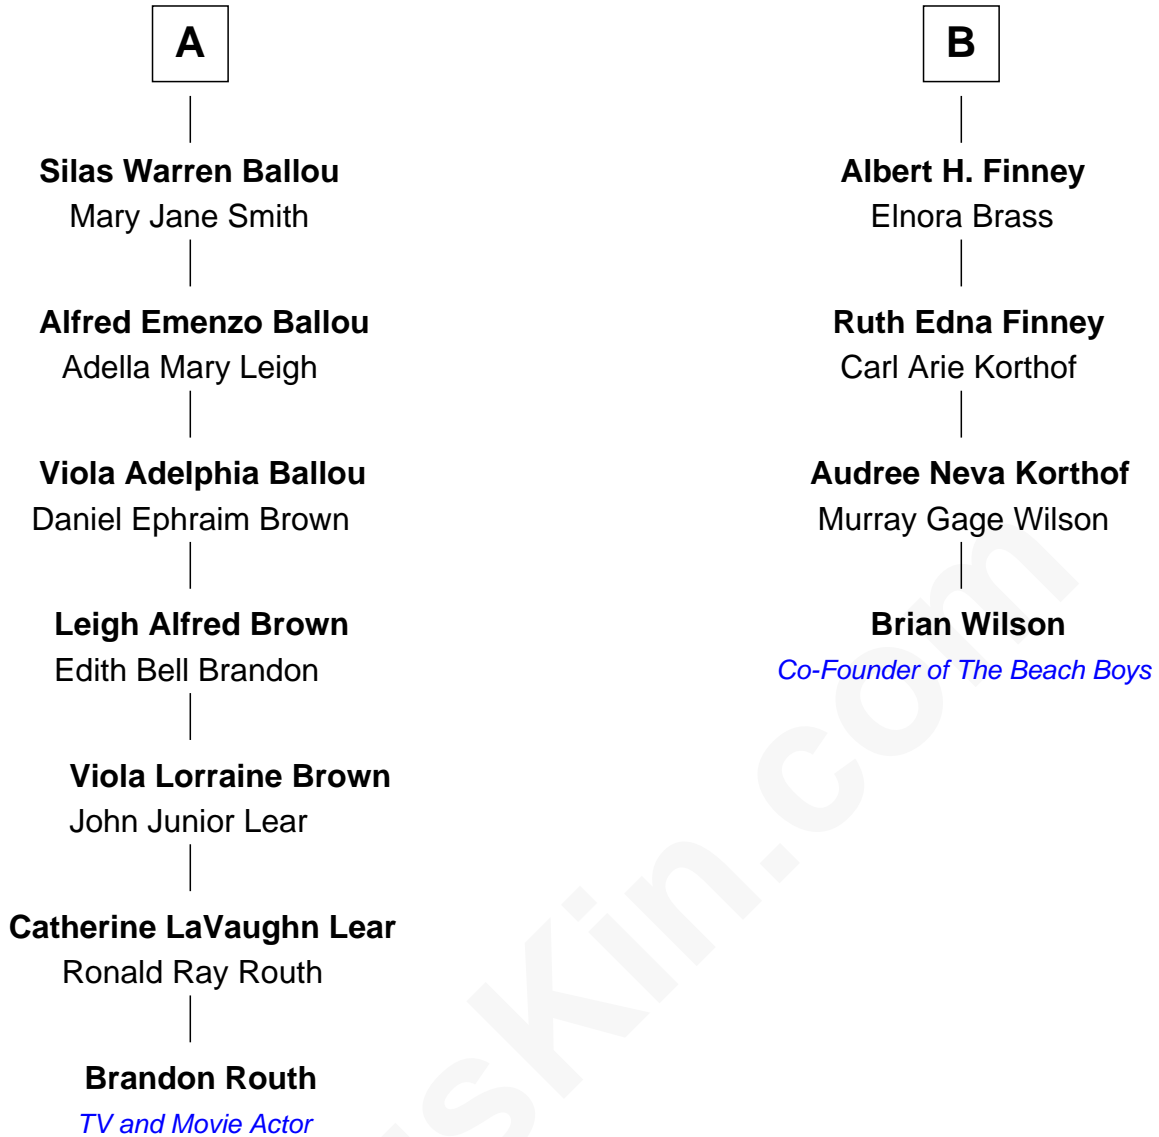 A
Silas Warren Ballou
Mary Jane Smith
Alfred Emenzo Ballou
Adella Mary Leigh
Viola Adelphia Ballou
Daniel Ephraim Brown
Leigh Alfred Brown
Edith Bell Brandon
Viola Lorraine Brown
John Junior Lear
Catherine LaVaughn Lear
Ronald Ray Routh
Brandon Routh
TV and Movie Actor
B
Albert H. Finney
Elnora Brass
Ruth Edna Finney
Carl Arie Korthof
Audree Neva Korthof
Murray Gage Wilson
Brian Wilson
Co-Founder of The Beach Boys
sKin.com